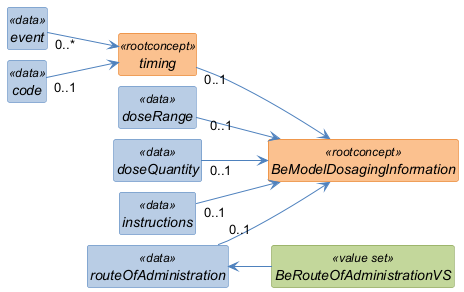 «data»
event
0..*
«data»
code
0..1
«rootconcept»
timing
0..1
«data»
doseRange
0..1
«data»
doseQuantity
0..1
«rootconcept»
BeModelDosagingInformation
«data»
instructions
0..1
0..1
«data»
routeOfAdministration
«value set»
BeRouteOfAdministrationVS